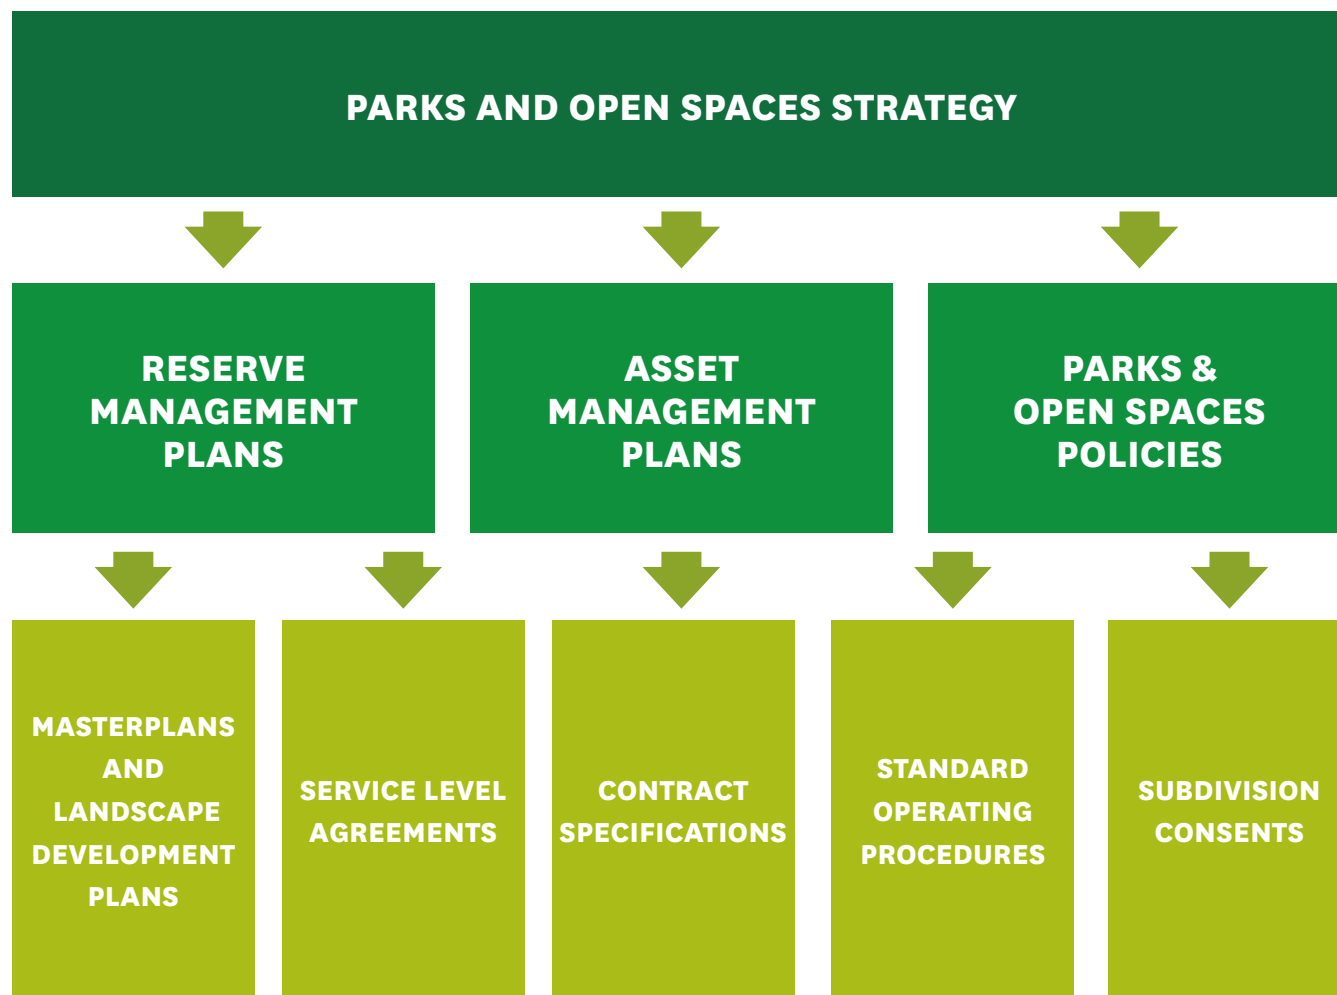 PARKS AND OPEN SPACES STRATEGY
RESERVE
MANAGEMENT
PLANS
ASSET
MANAGEMENT
PLANS
PARKS &
OPEN SPACES
POLICIES
MASTERPLANS
AND
LANDSCAPE
DEVELOPMENT
PLANS
SERVICE LEVEL
AGREEMENTS
CONTRACT
SPECIFICATIONS
STANDARD
OPERATING
PROCEDURES
SUBDIVISION
CONSENTS